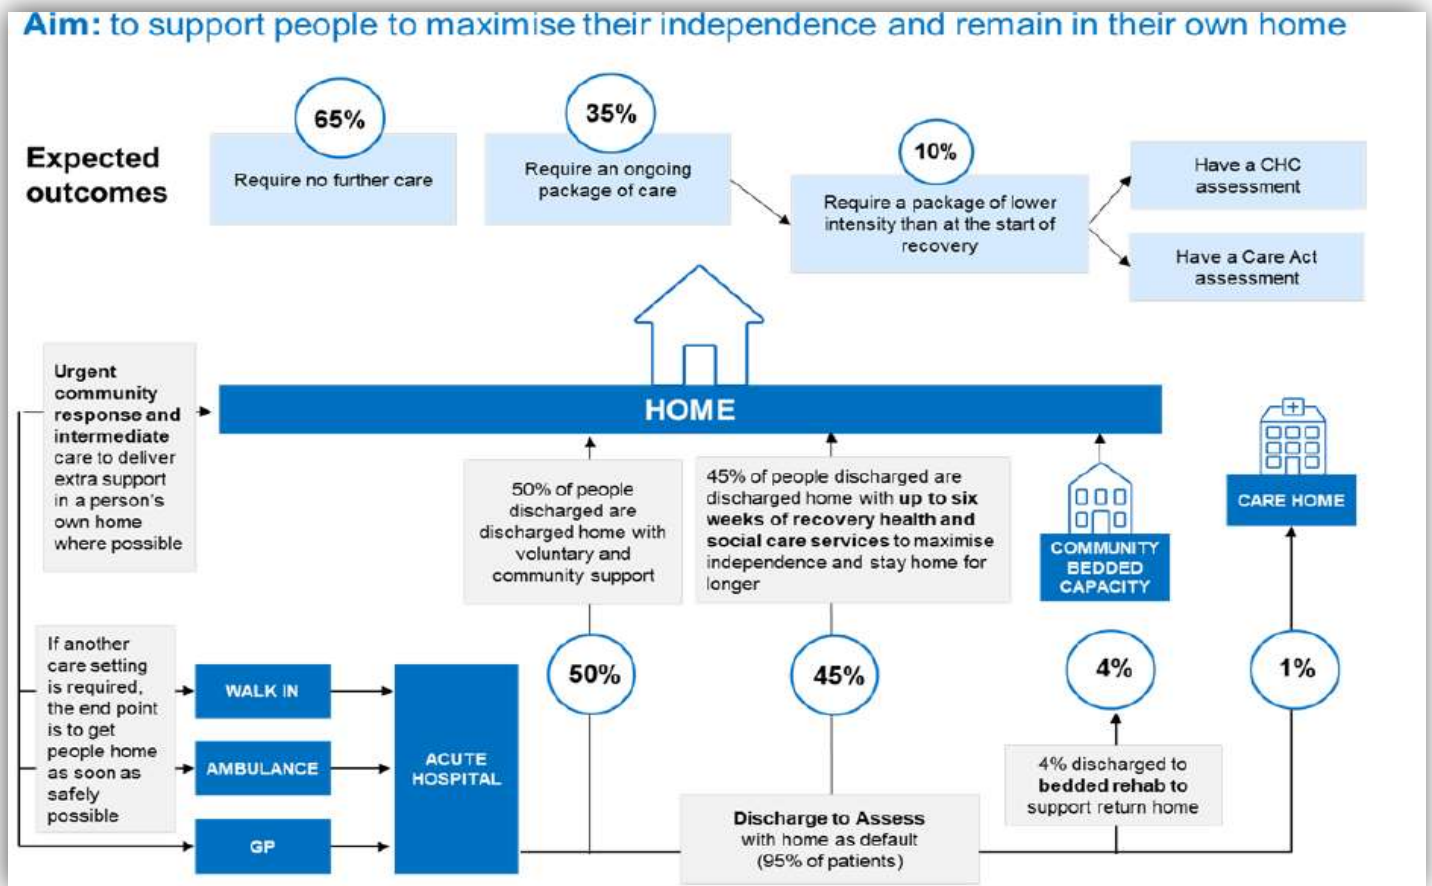 Aim: to support people to maximise their independence and remain in their own home
Expected
outcomes
65%
Require no further care
35%
Require an ongoing
package of care
10%
Require a package of lower
intensity than at the start of
recovery
Have a CHC
assessment
Have a Care Act
assessment
Urgent
community
response and
intermediate
care to deliver
extra support
in a person's
own home
where possible
HOME
50% of people
discharged are
discharged home with
voluntary and
community support
45% of people discharged are
discharged home with up to six
weeks of recovery health and
social care services to maximise
independence and stay home for
longer
COMMUNITY
BEDDED
CAPACITY
CARE HOME
If another
care setting
is required,
the end point
is to get
people home
as soon as
safely
possible
WALK IN
AMBULANCE
GP
ACUTE
HOSPITAL
50%
45%
4%
1%
Discharge to Assess
with home as default
(95% of patients)
4% discharged to
bedded rehab to
support return home